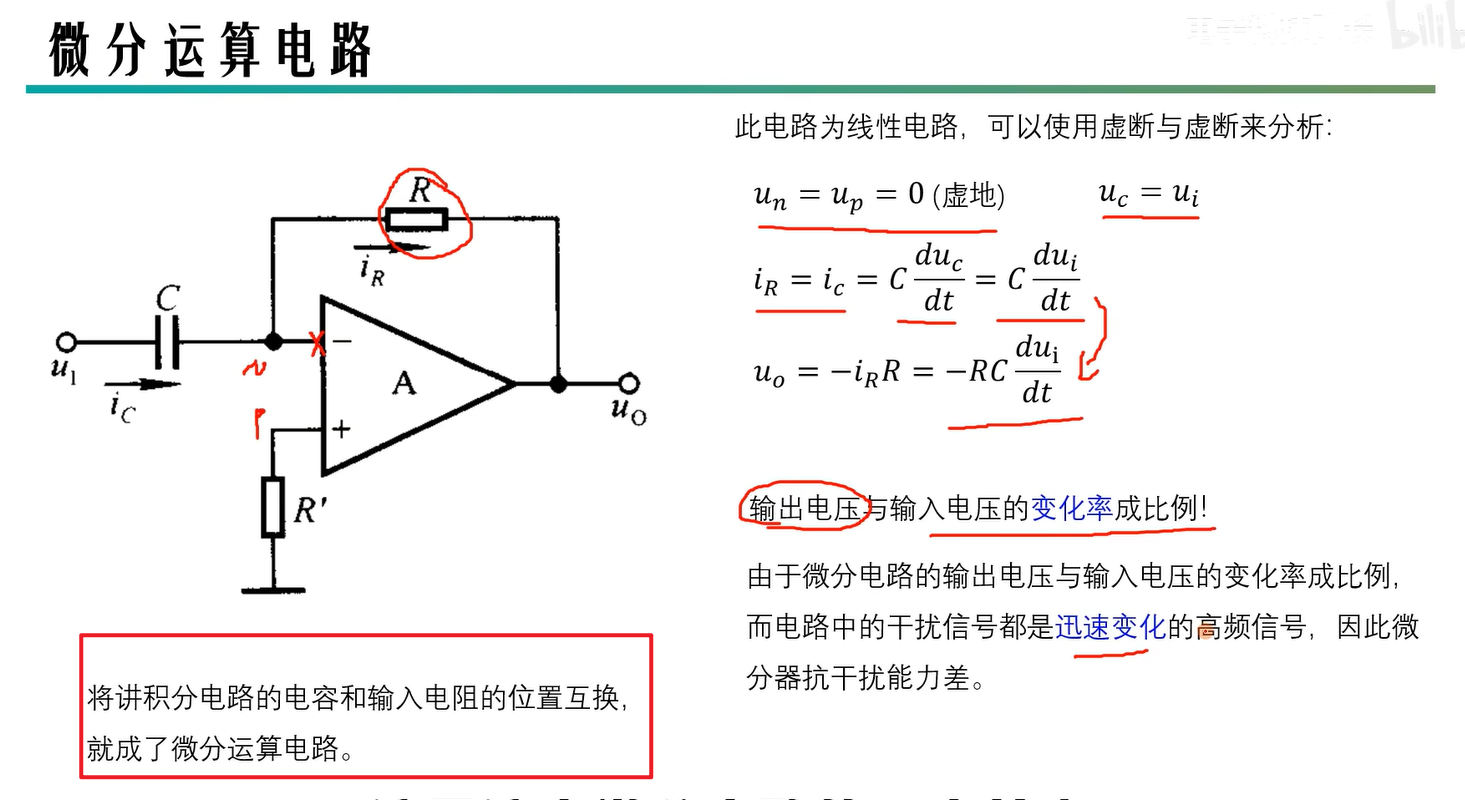 微分运算电路
bilibili
此电路为线性电路，可以使用虚断与虚断来分析：
u_n = u_p = 0 (虚地)
u_c = u_i
i_R = i_c = C du_c/dt = C du_i/dt
u_o = -i_R R = -RC du_i/dt
R
i_R
C
u_I
i_C
N
P
−
+
A
u_O
R'
输出电压与输入电压的变化率成比例！
由于微分电路的输出电压与输入电压的变化率成比例，
而电路中的干扰信号都是迅速变化的高频信号，因此微
分器抗干扰能力差。
将讲积分电路的电容和输入电阻的位置互换，
就成了微分运算电路。